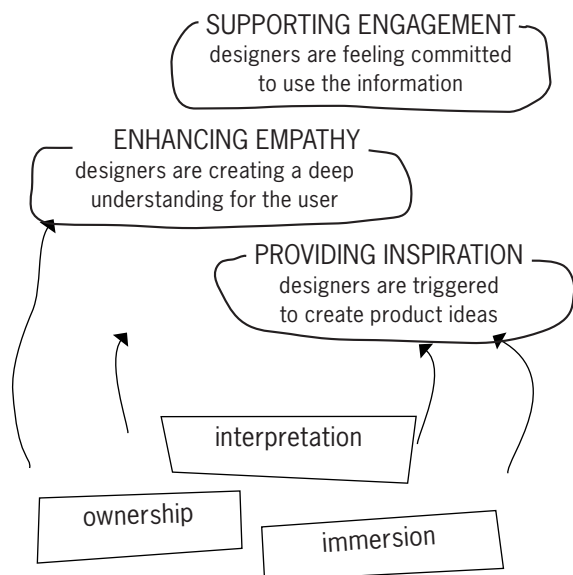 SUPPORTING ENGAGEMENT
designers are feeling committed
to use the information
ENHANCING EMPATHY
designers are creating a deep
understanding for the user
PROVIDING INSPIRATION
designers are triggered
to create product ideas
interpretation
ownership
immersion